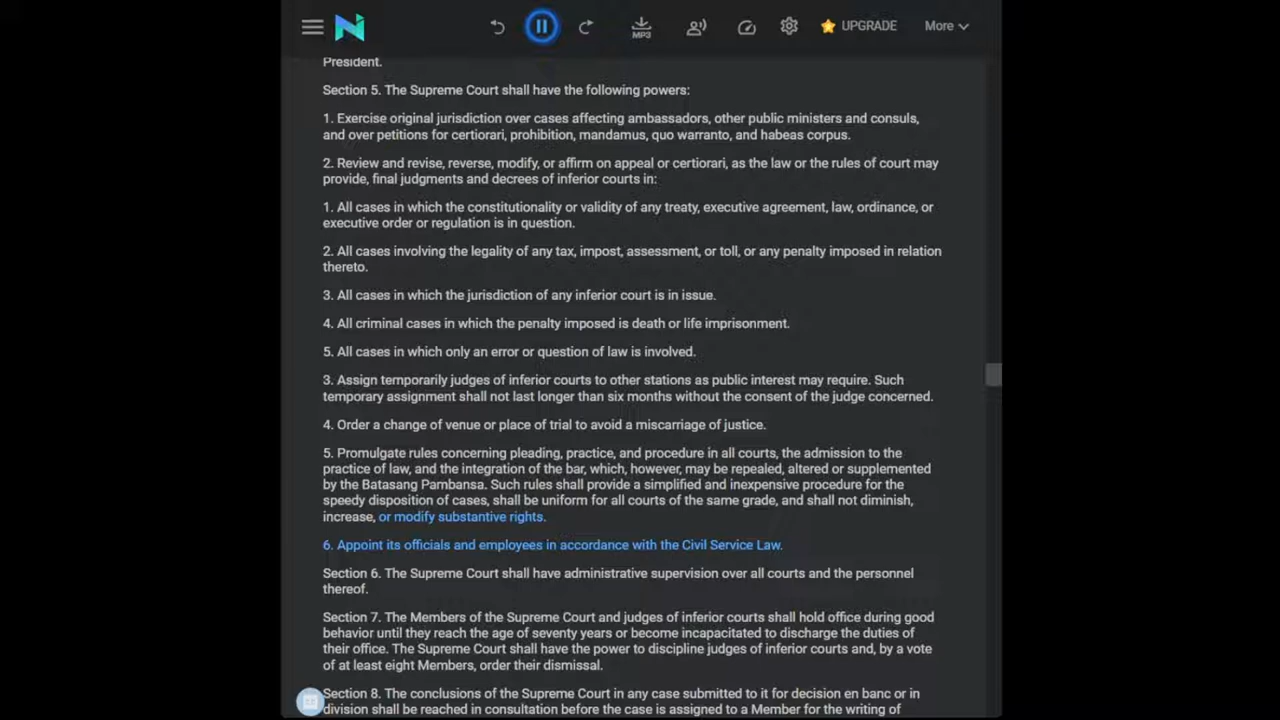 MP3
UPGRADE
More
President.
Section 5. The Supreme Court shall have the following powers:
1. Exercise original jurisdiction over cases affecting ambassadors, other public ministers and consuls,
and over petitions for certiorari, prohibition, mandamus, quo warranto, and habeas corpus.
2. Review and revise, reverse, modify, or affirm on appeal or certiorari, as the law or the rules of court may
provide, final judgments and decrees of inferior courts in:
1. All cases in which the constitutionality or validity of any treaty, executive agreement, law, ordinance, or
executive order or regulation is in question.
2. All cases involving the legality of any tax, impost, assessment, or toll, or any penalty imposed in relation
thereto.
3. All cases in which the jurisdiction of any inferior court is in issue.
4. All criminal cases in which the penalty imposed is death or life imprisonment.
5. All cases in which only an error or question of law is involved.
3. Assign temporarily judges of inferior courts to other stations as public interest may require. Such
temporary assignment shall not last longer than six months without the consent of the judge concerned.
4. Order a change of venue or place of trial to avoid a miscarriage of justice.
5. Promulgate rules concerning pleading, practice, and procedure in all courts, the admission to the
practice of law, and the integration of the bar, which, however, may be repealed, altered or supplemented
by the Batasang Pambansa. Such rules shall provide a simplified and inexpensive procedure for the
speedy disposition of cases, shall be uniform for all courts of the same grade, and shall not diminish,
increase, or modify substantive rights.
6. Appoint its officials and employees in accordance with the Civil Service Law.
Section 6. The Supreme Court shall have administrative supervision over all courts and the personnel
thereof.
Section 7. The Members of the Supreme Court and judges of inferior courts shall hold office during good
behavior until they reach the age of seventy years or become incapacitated to discharge the duties of
their office. The Supreme Court shall have the power to discipline judges of inferior courts and, by a vote
of at least eight Members, order their dismissal.
Section 8. The conclusions of the Supreme Court in any case submitted to it for decision en banc or in
division shall be reached in consultation before the case is assigned to a Member for the writing of